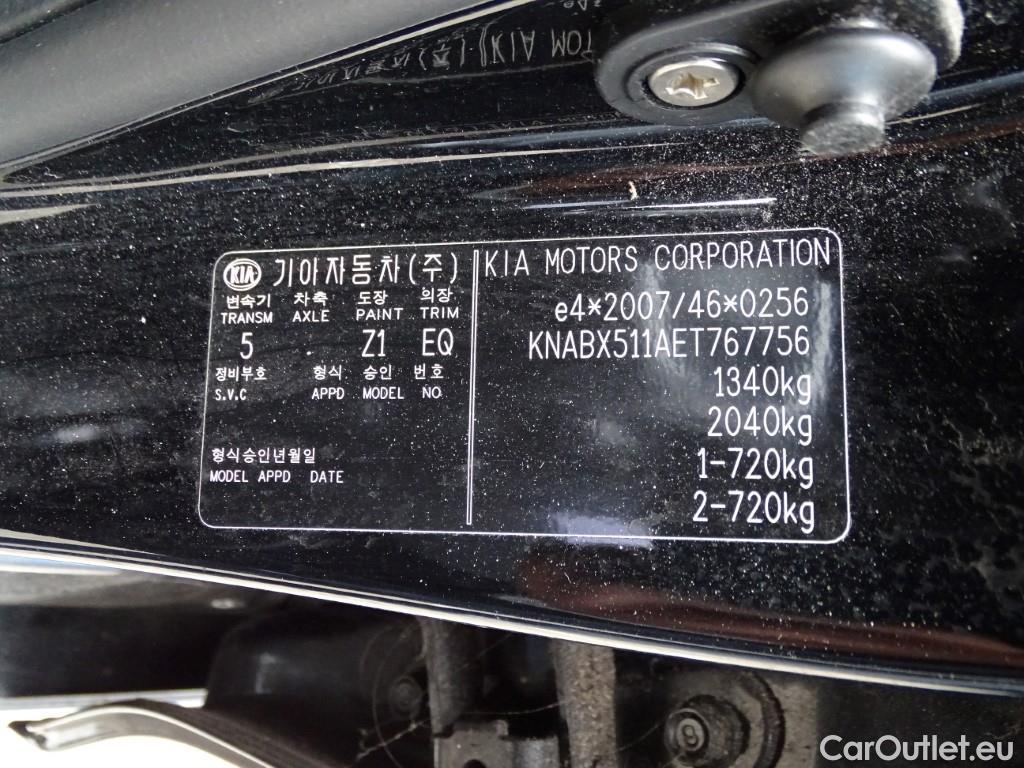 KIA 기아자동차(주)
변속기 차축 도장 의장
TRANSM AXLE PAINT TRIM
5 . Z1 EQ
정비부호 형식 승인 번호
S.V.C APPD MODEL NO
형식승인년월일
MODEL APPD DATE
KIA MOTORS CORPORATION
e4*2007/46*0256
KNABX511AET767756
1340kg
2040kg
1-720kg
2-720kg
CarOutlet.eu